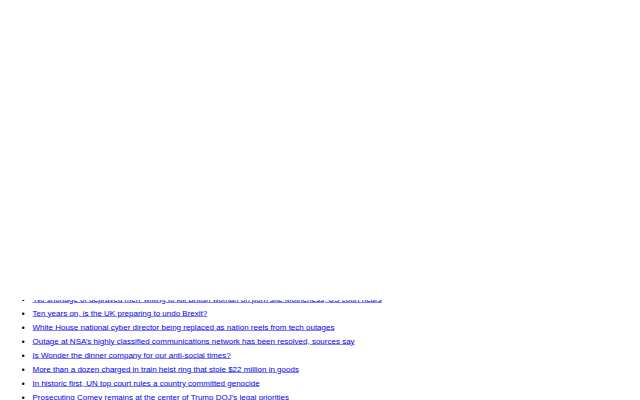 Ten years on, is the UK preparing to undo Brexit?
White House national cyber director being replaced as nation reels from tech outages
Outage at NSA's highly classified communications network has been resolved, sources say
Is Wonder the dinner company for our anti-social times?
More than a dozen charged in train heist ring that stole $22 million in goods
In historic first, UN top court rules a country committed genocide
Prosecuting Comey remains at the center of Trump DOJ's legal priorities